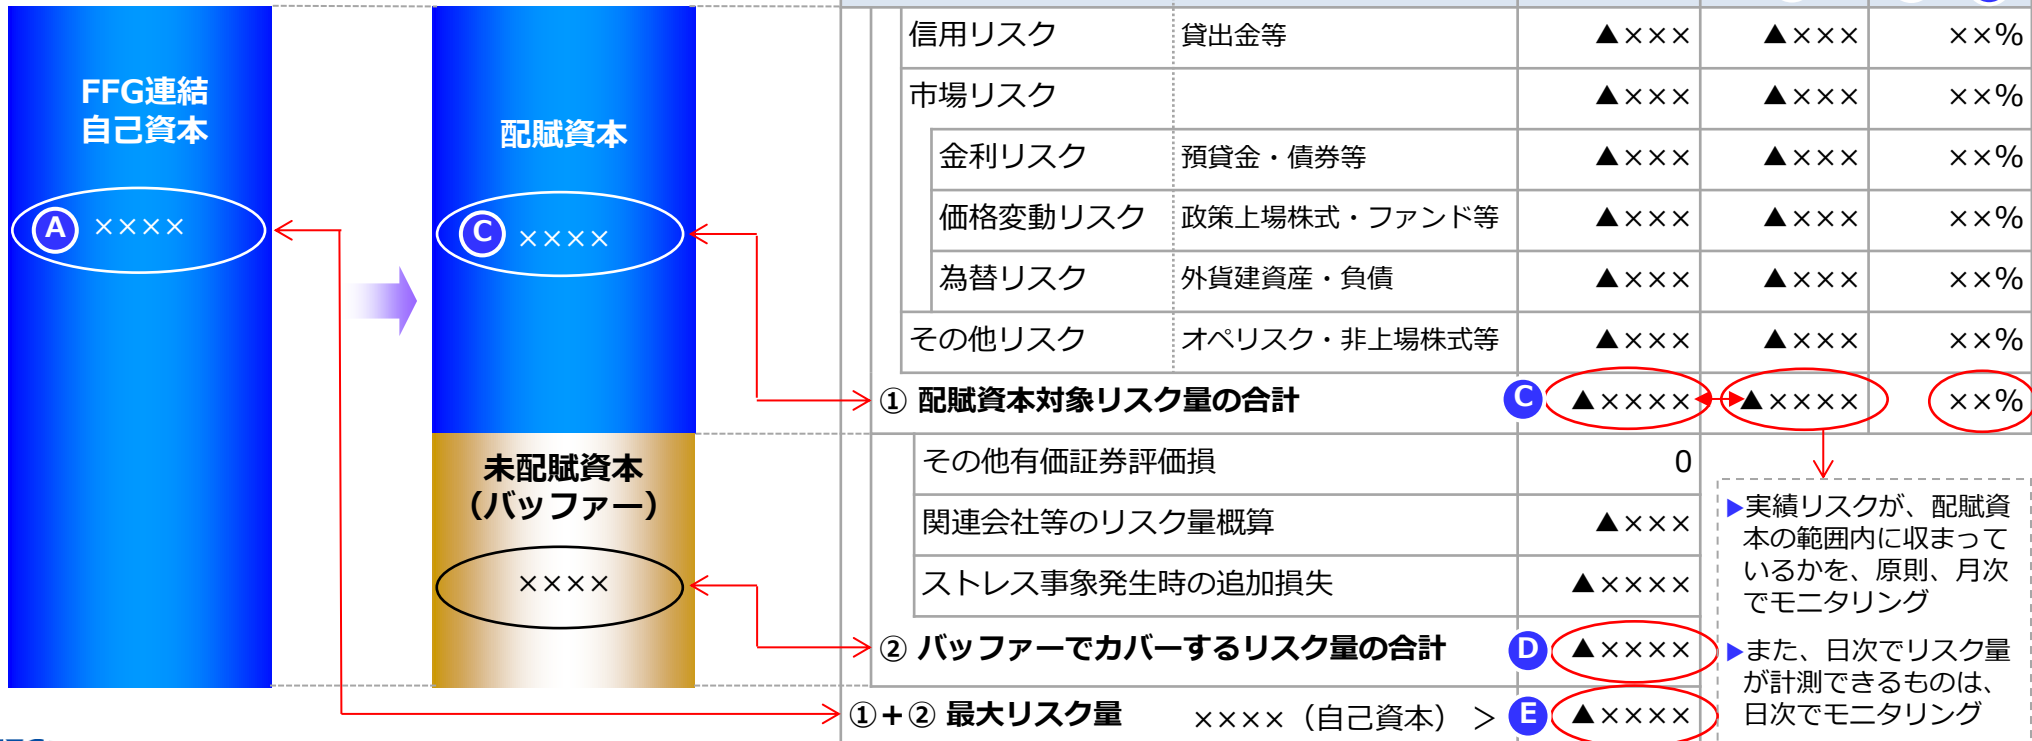 FFG連結
自己資本
A ××××
配賦資本
C ××××
未配賦資本
（バッファー）
××××
信用リスク 貸出金等 ▲××× ▲××× ××%
市場リスク ▲××× ▲××× ××%
金利リスク 預貸金・債券等 ▲××× ▲××× ××%
価格変動リスク 政策上場株式・ファンド等 ▲××× ▲××× ××%
為替リスク 外貨建資産・負債 ▲××× ▲××× ××%
その他リスク オペリスク・非上場株式等 ▲××× ▲××× ××%
① 配賦資本対象リスク量の合計 C ▲×××× ▲×××× ××%
その他有価証券評価損 0
関連会社等のリスク量概算 ▲×××
ストレス事象発生時の追加損失 ▲××××
② バッファーでカバーするリスク量の合計 D ▲××××
①＋② 最大リスク量 ××××（自己資本）＞ E ▲××××
▶実績リスクが、配賦資
本の範囲内に収まって
いるかを、原則、月次
でモニタリング
▶また、日次でリスク量
が計測できるものは、
日次でモニタリング